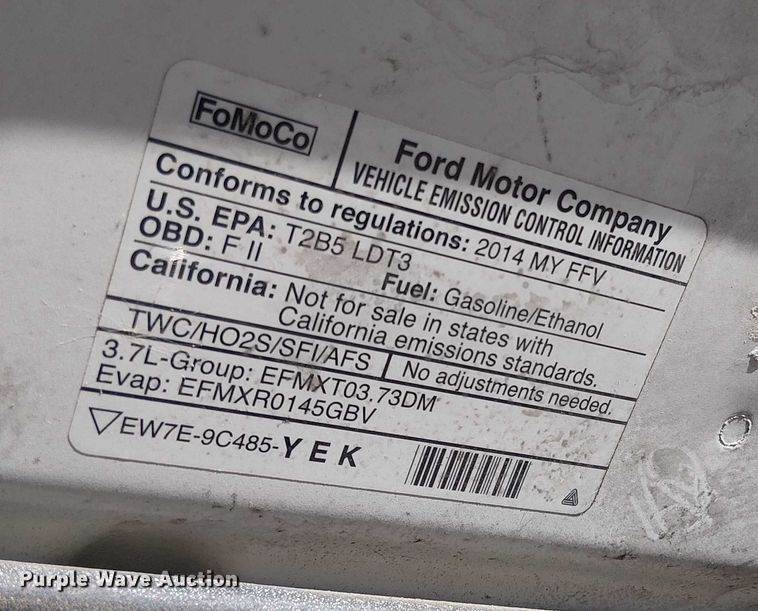 FoMoCo
Ford Motor Company
VEHICLE EMISSION CONTROL INFORMATION
Conforms to regulations: 2014 MY FFV
U.S. EPA: T2B5 LDT3
OBD: F II Fuel: Gasoline/Ethanol
California: Not for sale in states with
California emissions standards.
TWC/HO2S/SFI/AFS No adjustments needed.
3.7L-Group: EFMXT03.73DM
Evap: EFMXR0145GBV
EW7E-9C485-YEK
Purple Wave Auction